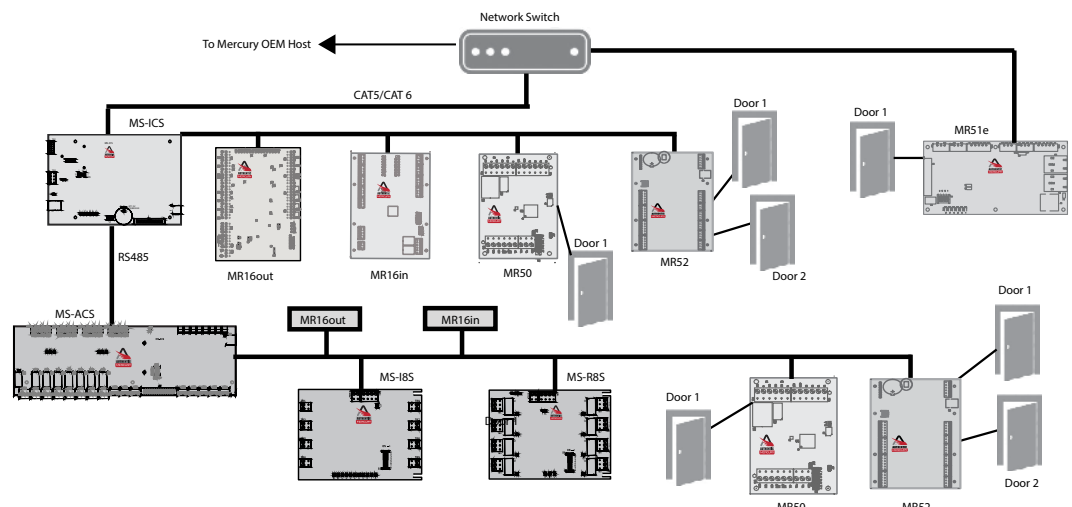 Network Switch
To Mercury OEM Host
CAT5/CAT 6
MS-ICS
Door 1
Door 1
MR51e
RS485
MR16out
MR16in
MR50
Door 1
MR52
Door 2
MS-ACS
MR16out
MR16in
Door 1
MS-I8S
MS-R8S
Door 1
Door 2
MR50
MR52